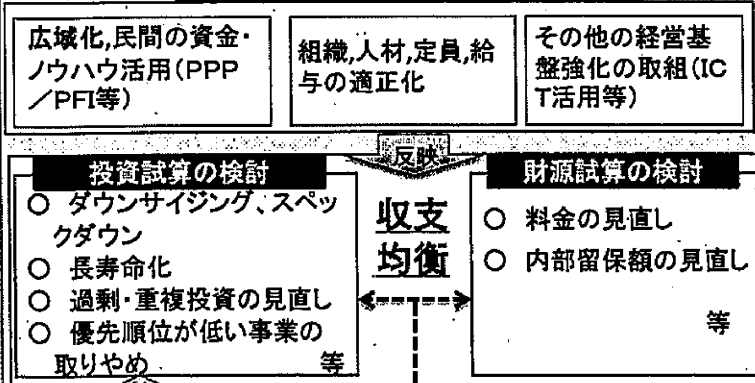 広域化,民間の資金・
ノウハウ活用(PPP
／PFI等)
組織,人材,定員,給
与の適正化
その他の経営基
盤強化の取組(IC
T活用等)
反映
投資試算の検討
○ ダウンサイジング、スペッ
クダウン
○ 長寿命化
○ 過剰・重複投資の見直し
○ 優先順位が低い事業の
取りやめ 等
収支
均衡
財源試算の検討
○ 料金の見直し
○ 内部留保額の見直し
等